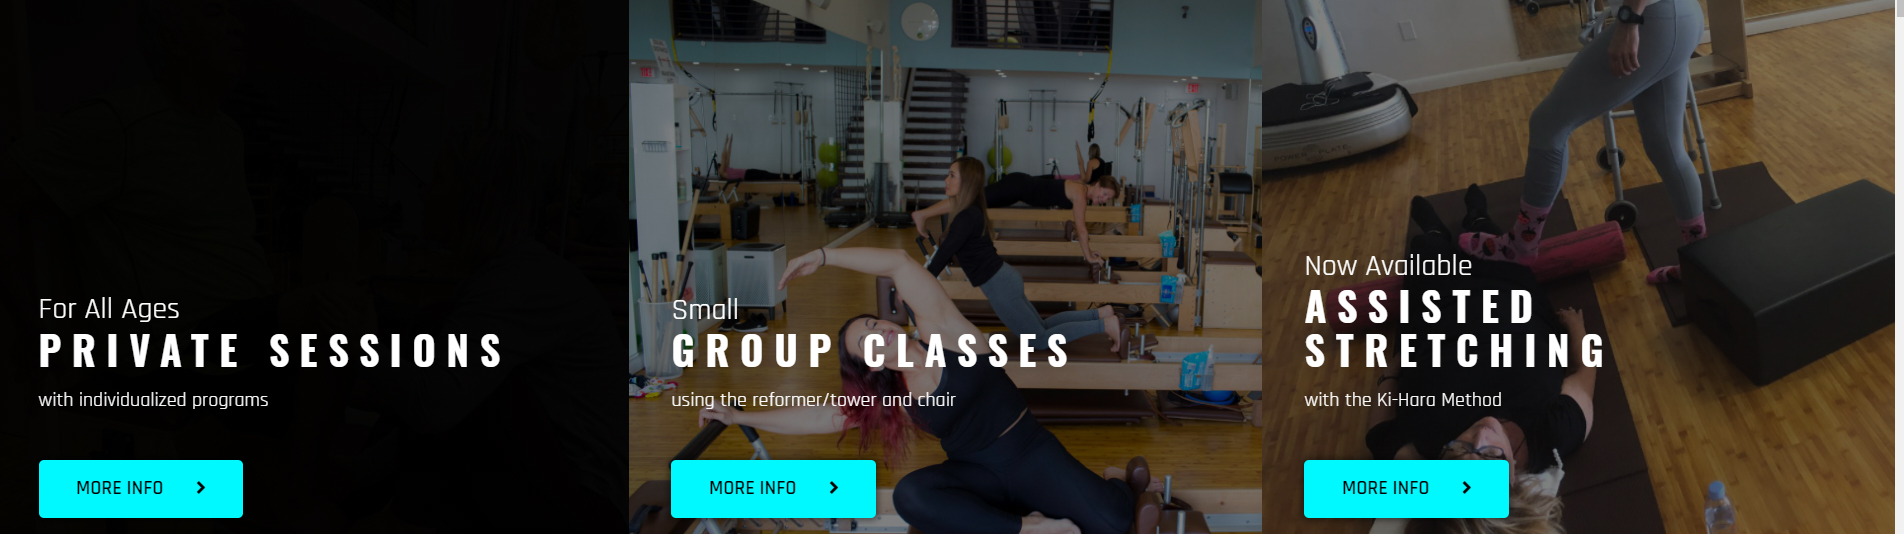 For All Ages
PRIVATE SESSIONS
with individualized programs
MORE INFO
Small
GROUP CLASSES
using the reformer/tower and chair
MORE INFO
Now Available
ASSISTED
STRETCHING
with the Ki-Hara Method
MORE INFO